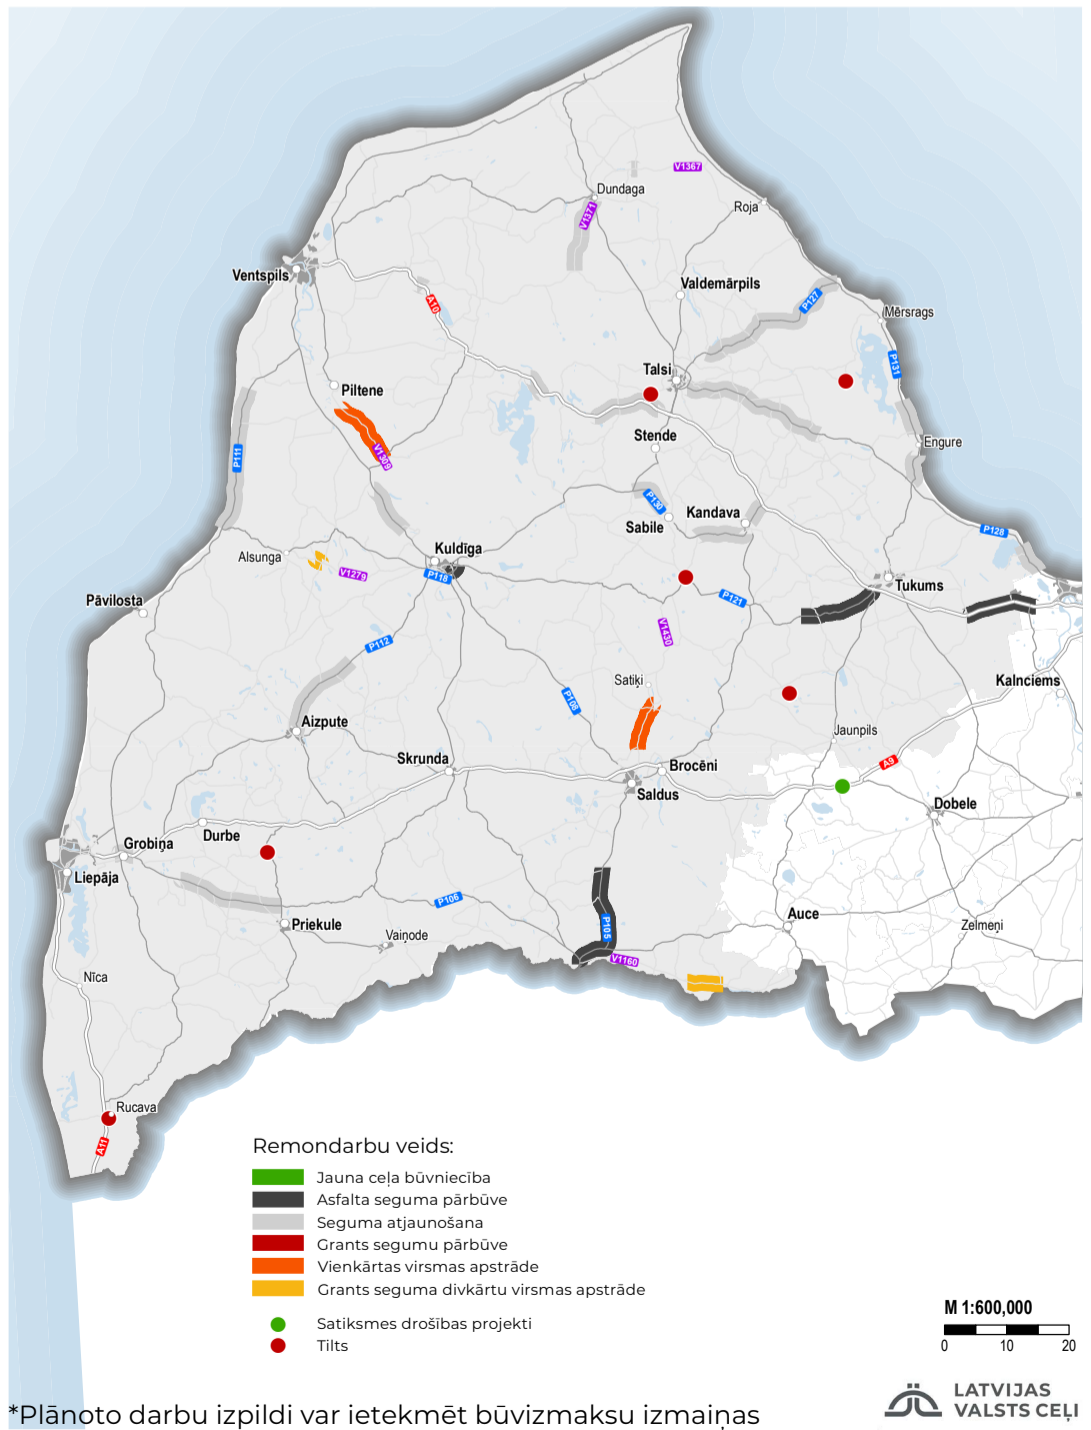 V1367
Dundaga
V1371
Roja
Ventspils
Valdemārpils
A10
P127
Mērsrags
P131
Talsi
Piltene
Stende
Engure
P111
V1309
P130
Kandava
Sabile
P128
Kuldīga
Alsunga
V1279
P118
Tukums
Pāvilosta
P121
V1430
P112
Satiķi
Kalnciems
P108
Aizpute
Jaunpils
Skrunda
Brocēni
A9
Saldus
Dobele
Durbe
Grobiņa
Liepāja
P106
Auce
Priekule
P105
Zelmeņi
Vaiņode
V1160
Nīca
Rucava
A11
Remondarbu veids:
Jauna ceļa būvniecība
Asfalta seguma pārbūve
Seguma atjaunošana
Grants segumu pārbūve
Vienkārtas virsmas apstrāde
Grants seguma divkārtu virsmas apstrāde
Satiksmes drošības projekti
Tilts
M 1:600,000
0 10 20
LATVIJAS
VALSTS CEĻI
*Plānoto darbu izpildi var ietekmēt būvizmaksu izmaiņas